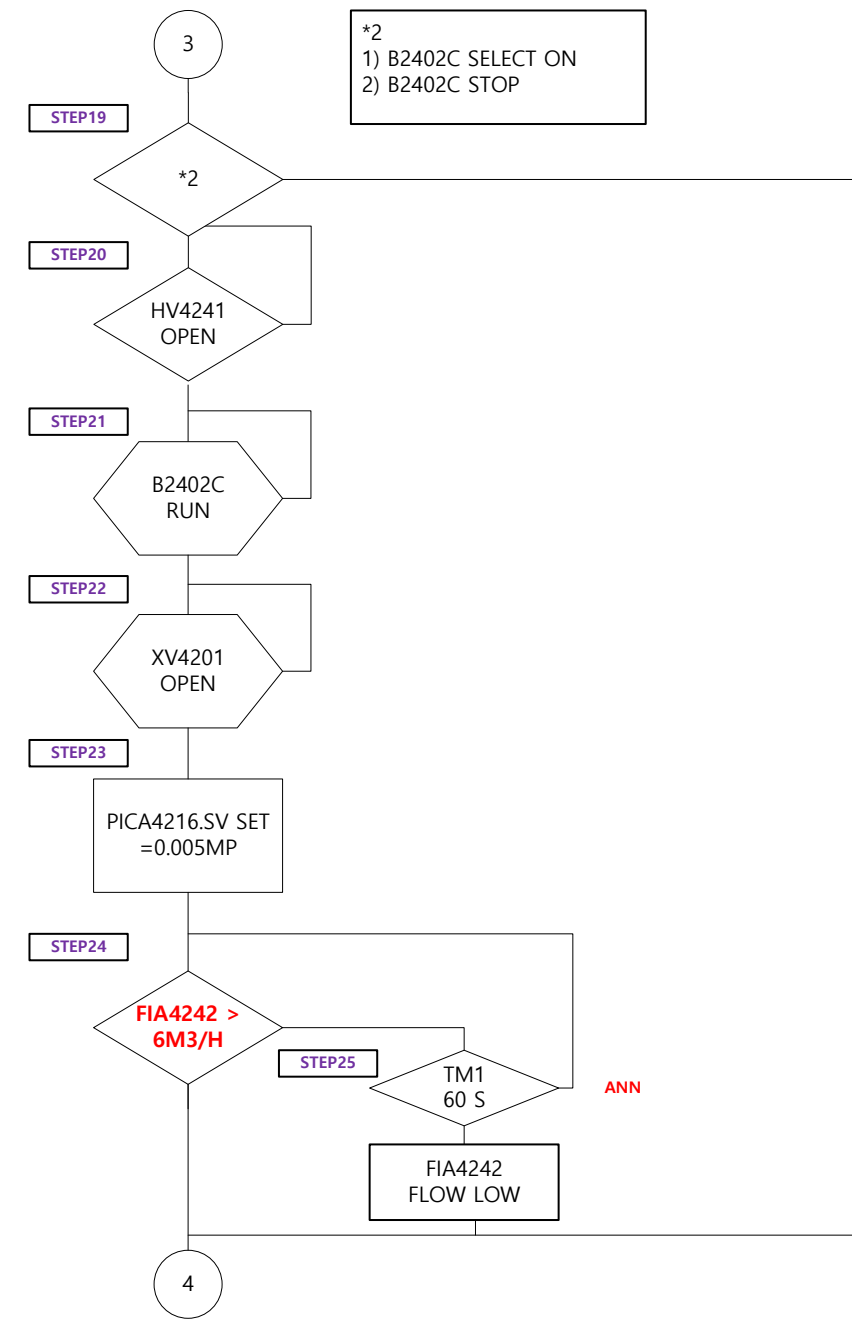 3
*2
1) B2402C SELECT ON
2) B2402C STOP
STEP19
*2
STEP20
HV4241
OPEN
STEP21
B2402C
RUN
STEP22
XV4201
OPEN
STEP23
PICA4216.SV SET
=0.005MP
STEP24
FIA4242 >
6M3/H
STEP25
TM1
60 S
ANN
FIA4242
FLOW LOW
4